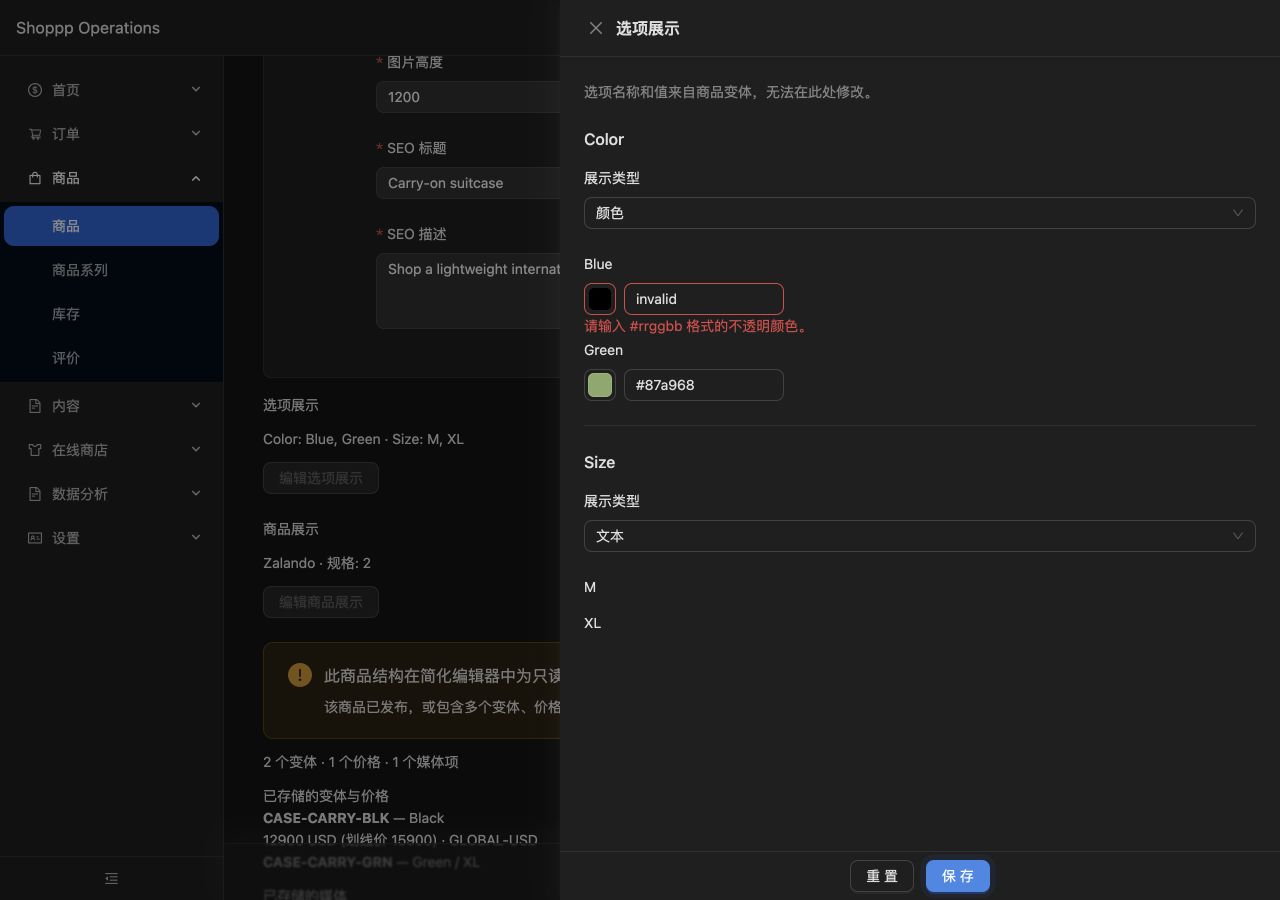 Shoppp Operations
首页
订单
商品
商品
商品系列
库存
评价
内容
在线商店
数据分析
设置
* 图片高度
1200
* SEO 标题
Carry-on suitcase
* SEO 描述
Shop a lightweight internat
选项展示
Color: Blue, Green · Size: M, XL
编辑选项展示
商品展示
Zalando · 规格: 2
编辑商品展示
此商品结构在简化编辑器中为只读
该商品已发布，或包含多个变体、价格
2 个变体 · 1 个价格 · 1 个媒体项
已存储的变体与价格
CASE-CARRY-BLK — Black
12900 USD (划线价 15900) · GLOBAL-USD
CASE-CARRY-GRN — Green / XL
已存储的媒体
选项展示
选项名称和值来自商品变体，无法在此处修改。
Color
展示类型
颜色
Blue
invalid
请输入 #rrggbb 格式的不透明颜色。
Green
#87a968
Size
展示类型
文本
M
XL
重 置
保 存